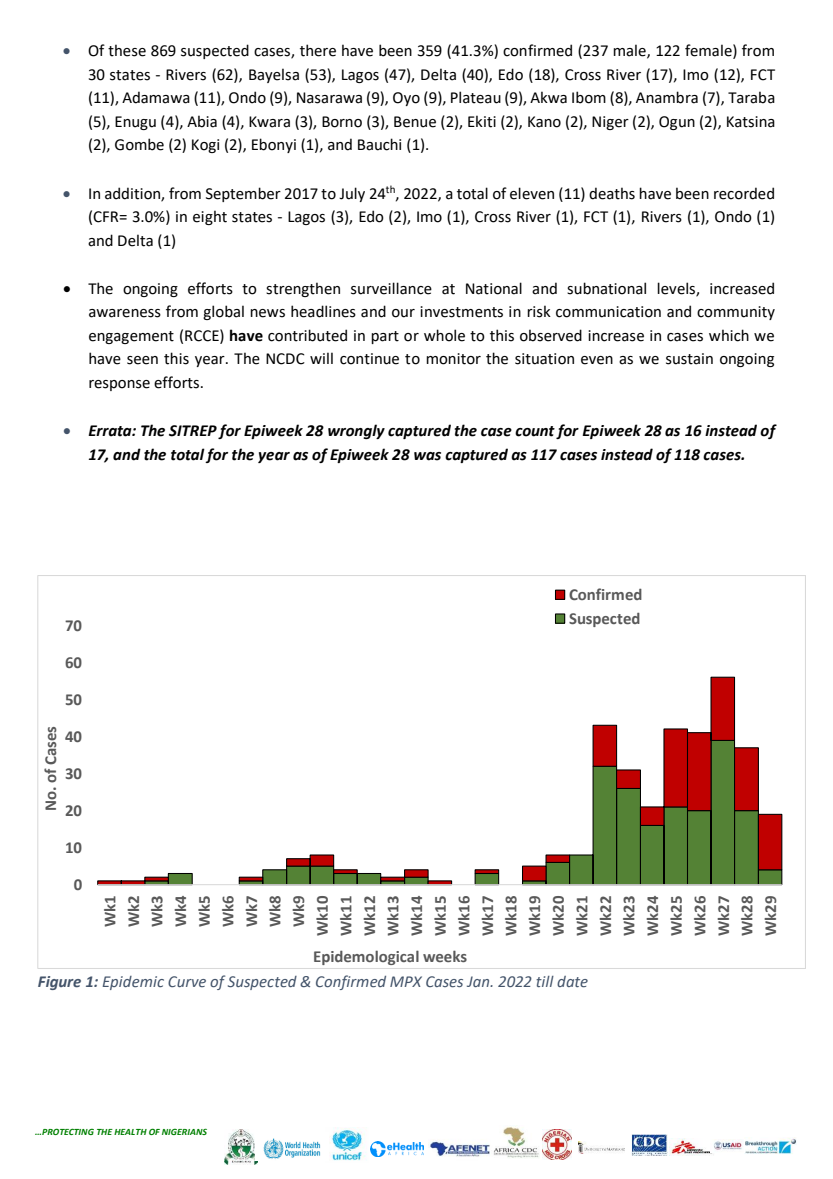 • Of these 869 suspected cases, there have been 359 (41.3%) confirmed (237 male, 122 female) from
30 states - Rivers (62), Bayelsa (53), Lagos (47), Delta (40), Edo (18), Cross River (17), Imo (12), FCT
(11), Adamawa (11), Ondo (9), Nasarawa (9), Oyo (9), Plateau (9), Akwa Ibom (8), Anambra (7), Taraba
(5), Enugu (4), Abia (4), Kwara (3), Borno (3), Benue (2), Ekiti (2), Kano (2), Niger (2), Ogun (2), Katsina
(2), Gombe (2) Kogi (2), Ebonyi (1), and Bauchi (1).
• In addition, from September 2017 to July 24th, 2022, a total of eleven (11) deaths have been recorded
(CFR= 3.0%) in eight states - Lagos (3), Edo (2), Imo (1), Cross River (1), FCT (1), Rivers (1), Ondo (1)
and Delta (1)
• The ongoing efforts to strengthen surveillance at National and subnational levels, increased
awareness from global news headlines and our investments in risk communication and community
engagement (RCCE) have contributed in part or whole to this observed increase in cases which we
have seen this year. The NCDC will continue to monitor the situation even as we sustain ongoing
response efforts.
• Errata: The SITREP for Epiweek 28 wrongly captured the case count for Epiweek 28 as 16 instead of
17, and the total for the year as of Epiweek 28 was captured as 117 cases instead of 118 cases.
Confirmed
Suspected
70
60
50
40
30
20
10
0
No. of Cases
Wk1
Wk2
Wk3
Wk4
Wk5
Wk6
Wk7
Wk8
Wk9
Wk10
Wk11
Wk12
Wk13
Wk14
Wk15
Wk16
Wk17
Wk18
Wk19
Wk20
Wk21
Wk22
Wk23
Wk24
Wk25
Wk26
Wk27
Wk28
Wk29
Epidemological weeks
Figure 1: Epidemic Curve of Suspected & Confirmed MPX Cases Jan. 2022 till date
...PROTECTING THE HEALTH OF NIGERIANS
World Health
Organization
unicef
eHealth
AFRICA
AFENET
AFRICA CDC
NIGERIAN
RED CROSS
CDC
USAID
Breakthrough
ACTION